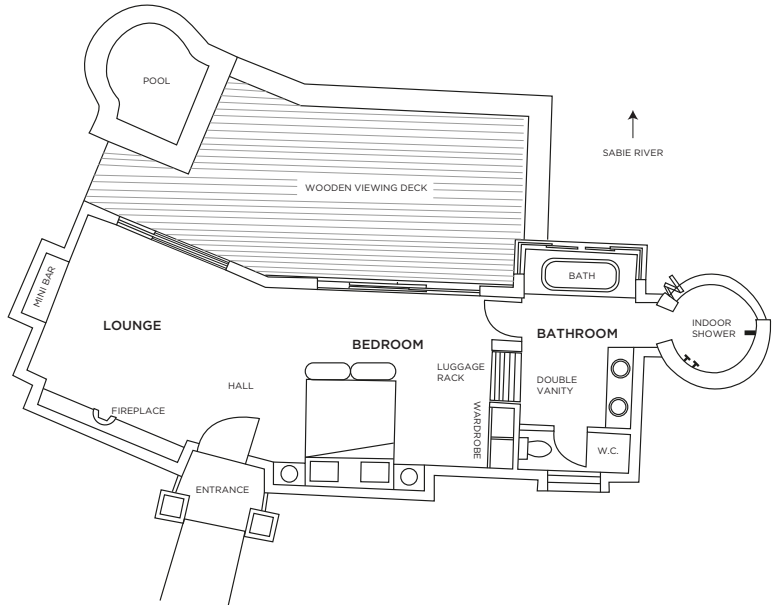 POOL
SABIE RIVER
WOODEN VIEWING DECK
BATH
MINI BAR
LOUNGE
BEDROOM
BATHROOM
INDOOR
SHOWER
HALL
LUGGAGE
RACK
DOUBLE
VANITY
FIREPLACE
WARDROBE
W.C.
ENTRANCE